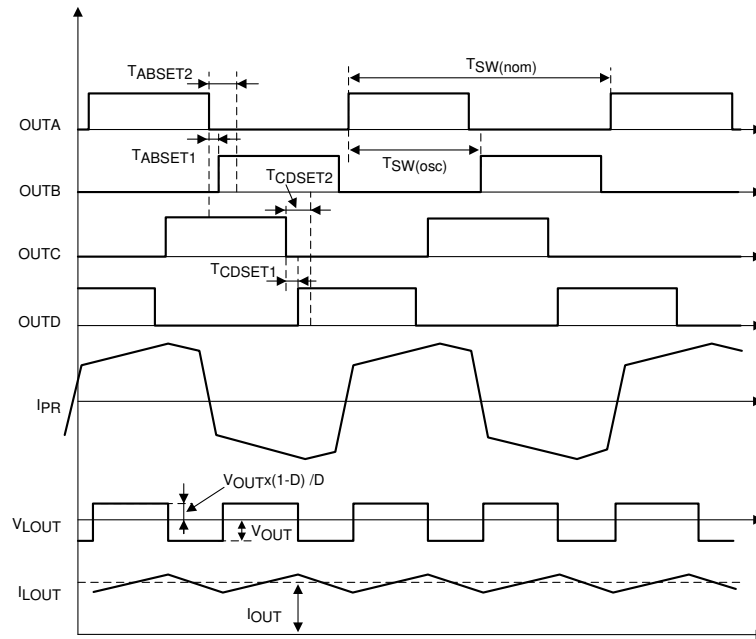 TABSET2
TSW(nom)
OUTA
TABSET1
TSW(osc)
OUTB
TCDSET2
OUTC
TCDSET1
OUTD
IPR
VOUTx(1-D) /D
VLOUT
VOUT
ILOUT
IOUT